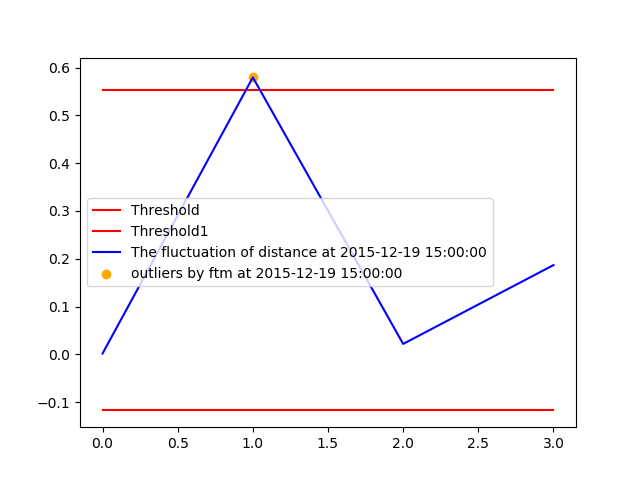 0.6
0.5
0.4
0.3
0.2
0.1
0.0
−0.1
Threshold
Threshold1
The fluctuation of distance at 2015-12-19 15:00:00
outliers by ftm at 2015-12-19 15:00:00
0.0 0.5 1.0 1.5 2.0 2.5 3.0